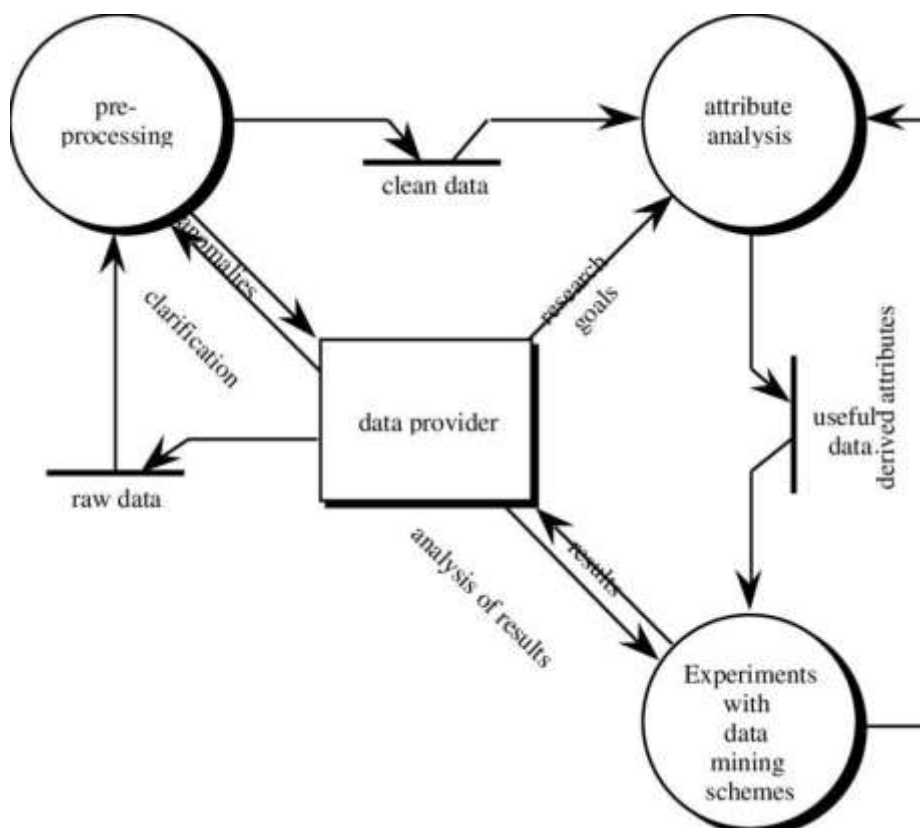 pre-
processing
attribute
analysis
clean data
anomalies
clarification
research
goals
data provider
useful
data.
derived attributes
raw data
analysis of results
results
Experiments
with
data
mining
schemes